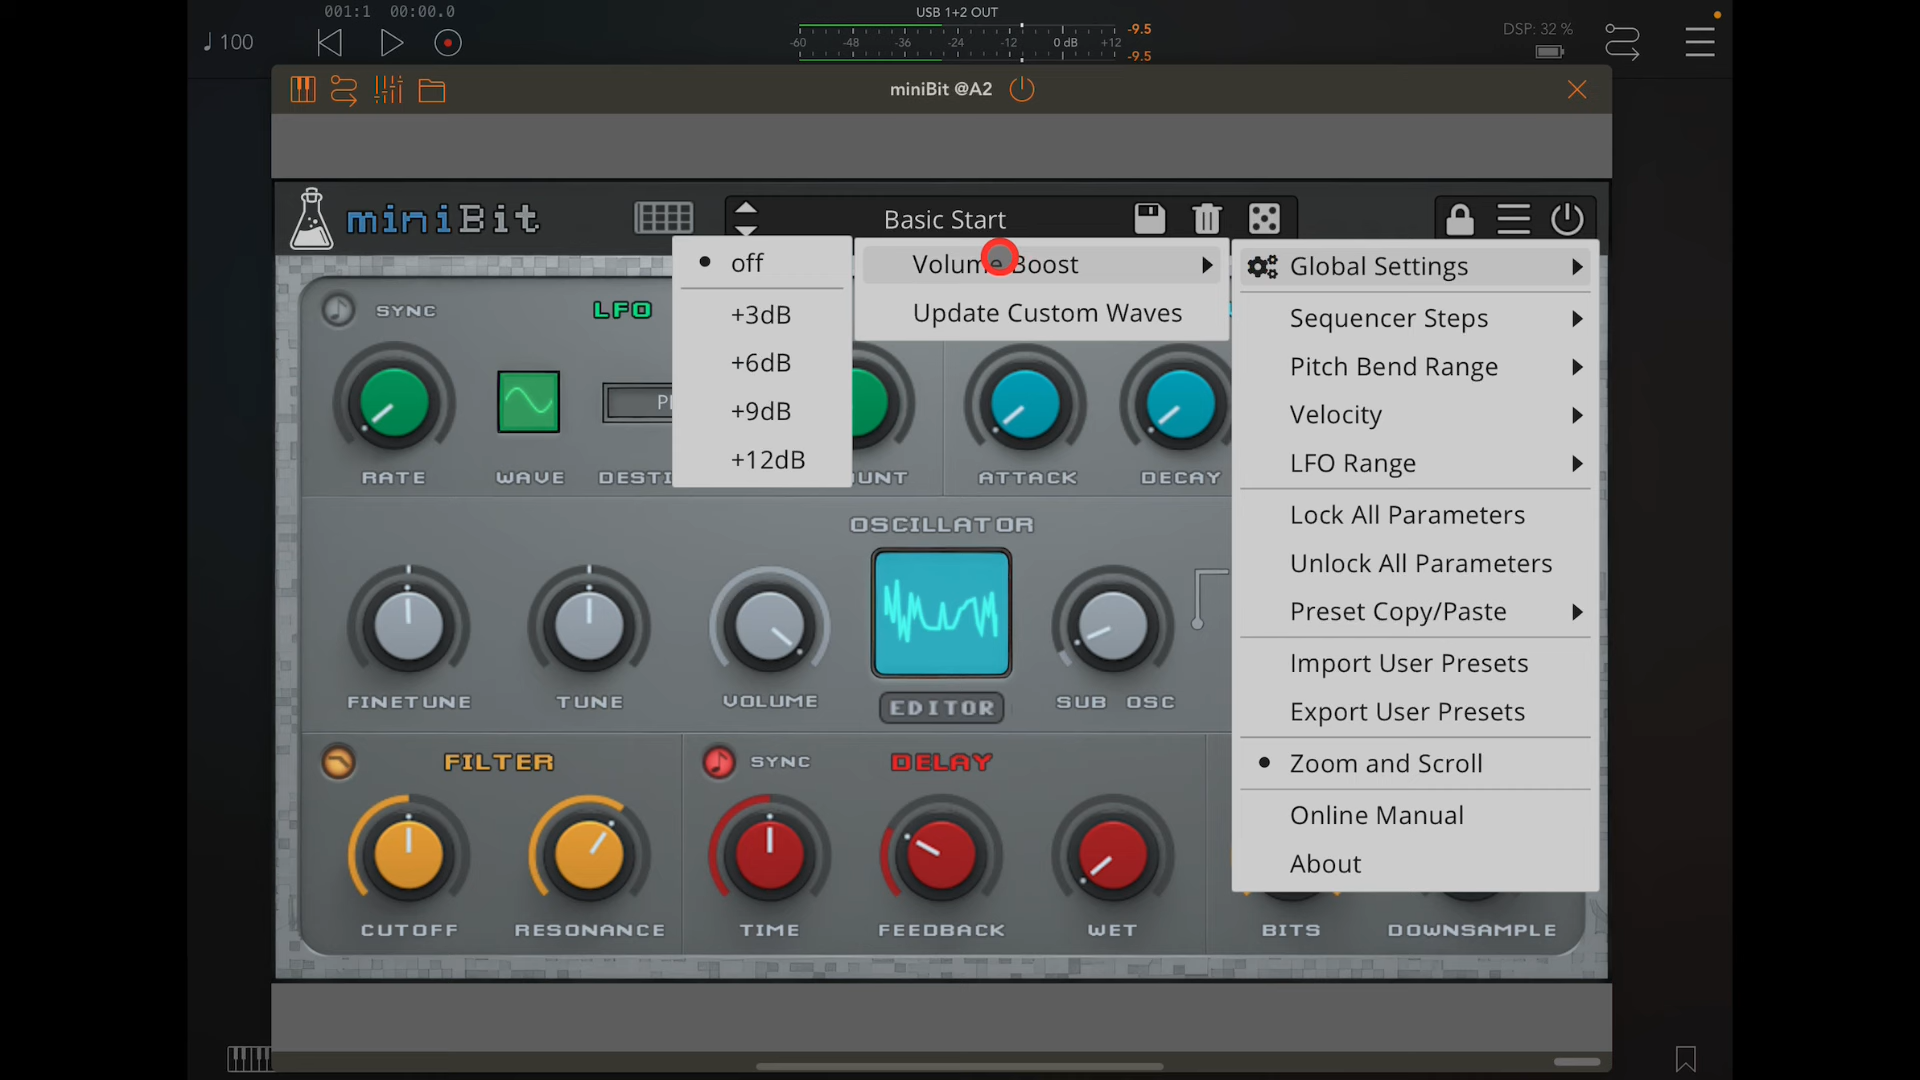 001:1 00:00.0
USB 1+2 OUT
100
-60 -48 -36 -24 -12 0 dB +12
-9.5
-9.5
DSP: 32 %
miniBit @A2
miniBit
Basic Start
off
+3dB
+6dB
+9dB
+12dB
Volume Boost
Update Custom Waves
Global Settings
Sequencer Steps
Pitch Bend Range
Velocity
LFO Range
Lock All Parameters
Unlock All Parameters
Preset Copy/Paste
Import User Presets
Export User Presets
Zoom and Scroll
Online Manual
About
SYNC LFO
RATE WAVE DESTI UNT ATTACK DECAY
OSCILLATOR
FINETUNE TUNE VOLUME EDITOR SUB OSC
FILTER SYNC DELAY
CUTOFF RESONANCE TIME FEEDBACK WET BITS DOWNSAMPLE